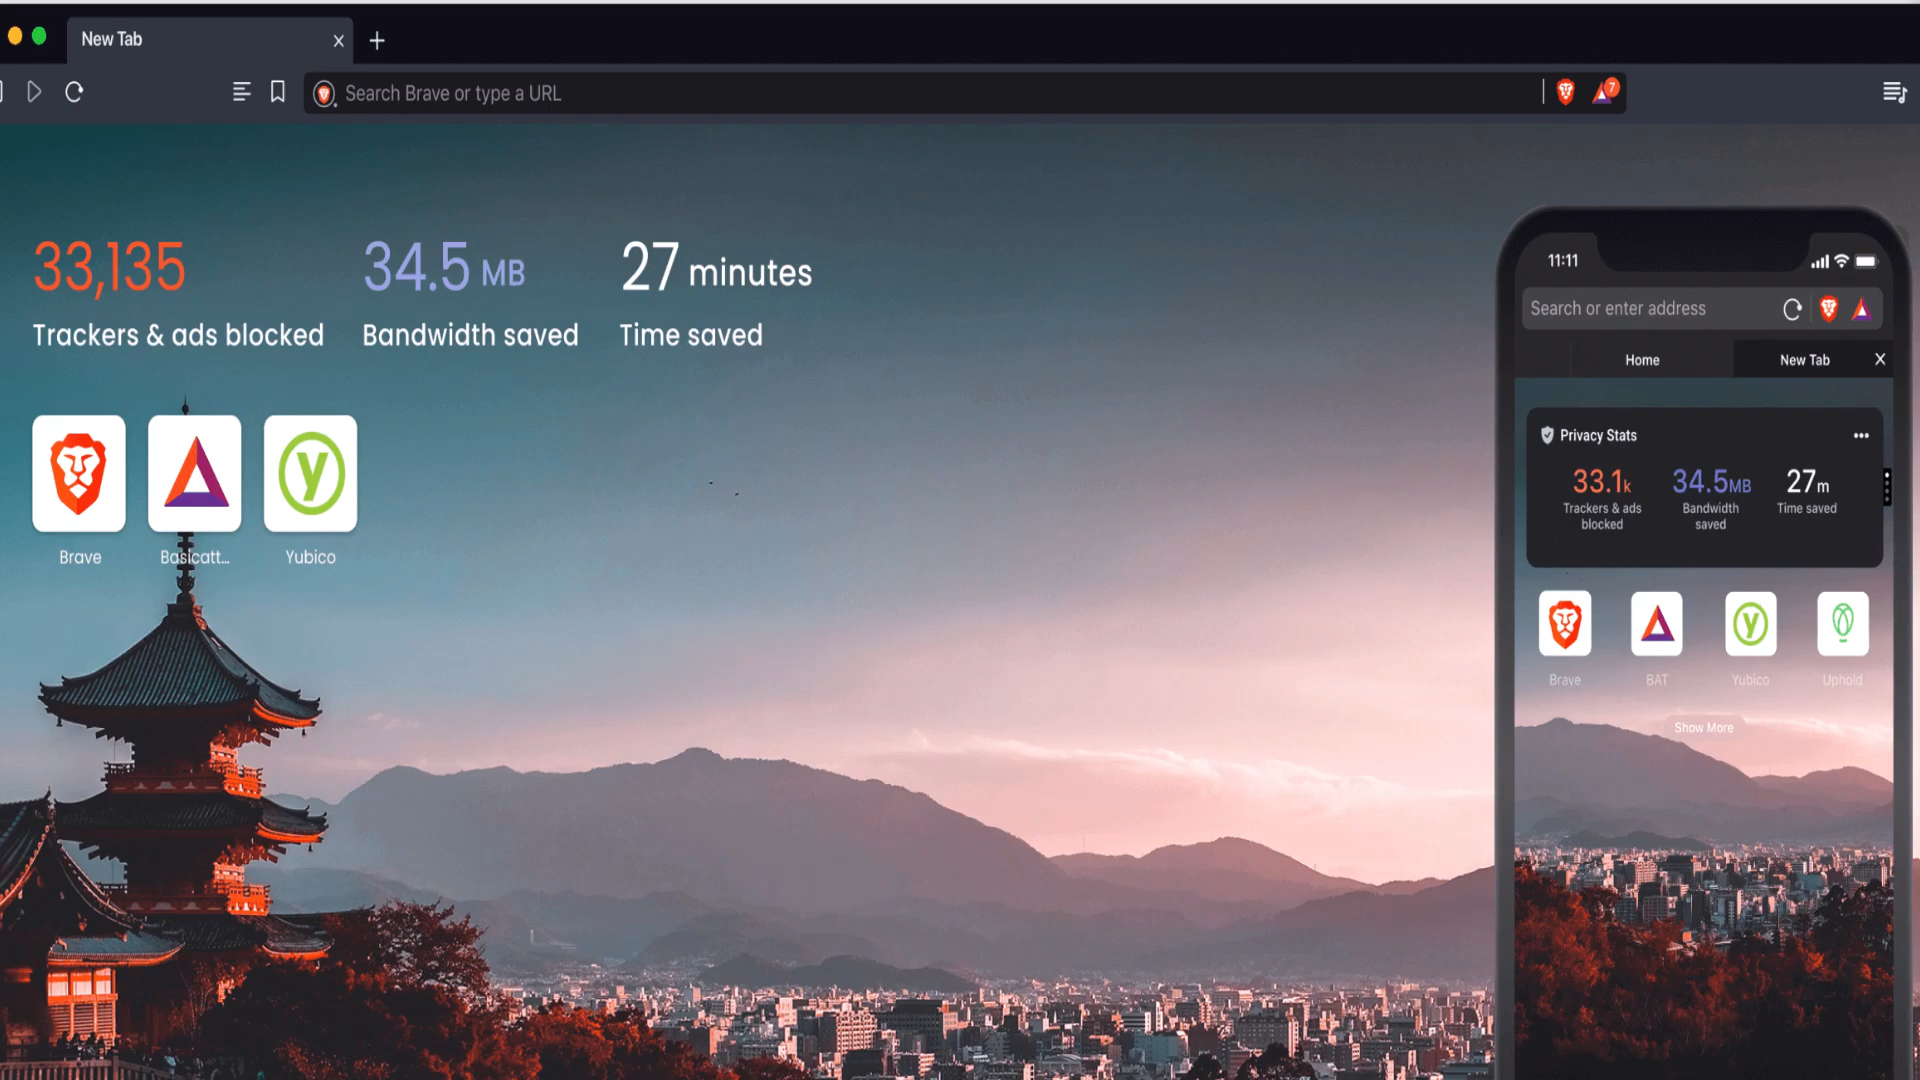 New Tab
Search Brave or type a URL
7
33,135
Trackers & ads blocked
34.5 MB
Bandwidth saved
27 minutes
Time saved
y
Brave
Basicatt...
Yubico
11:11
Search or enter address
Home
New Tab
Privacy Stats
33.1k
Trackers & ads
blocked
34.5MB
Bandwidth
saved
27m
Time saved
y
Brave
BAT
Yubico
Uphold
Show More